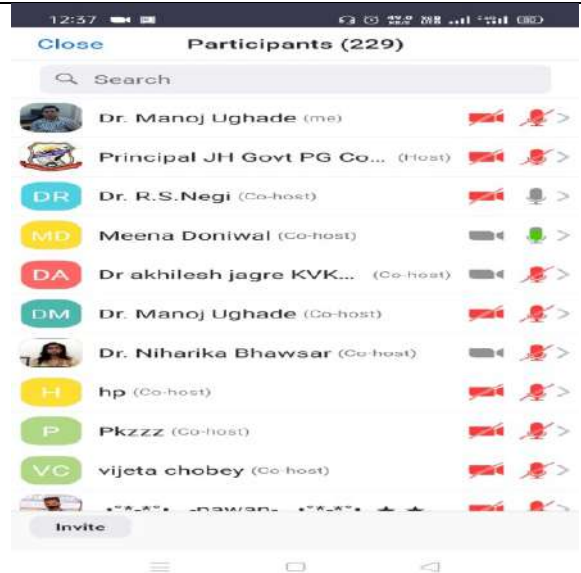 12:37
Close Participants (229)
Search
Dr. Manoj Ughade (me)
Principal JH Govt PG Co... (Host)
DR Dr. R.S.Negi (Co-host)
MD Meena Doniwal (Co-host)
DA Dr akhilesh jagre KVK... (Co-host)
DM Dr. Manoj Ughade (Co-host)
Dr. Niharika Bhawsar (Co-host)
H hp (Co-host)
P Pkzzz (Co-host)
VC vijeta chobey (Co-host)
Invite